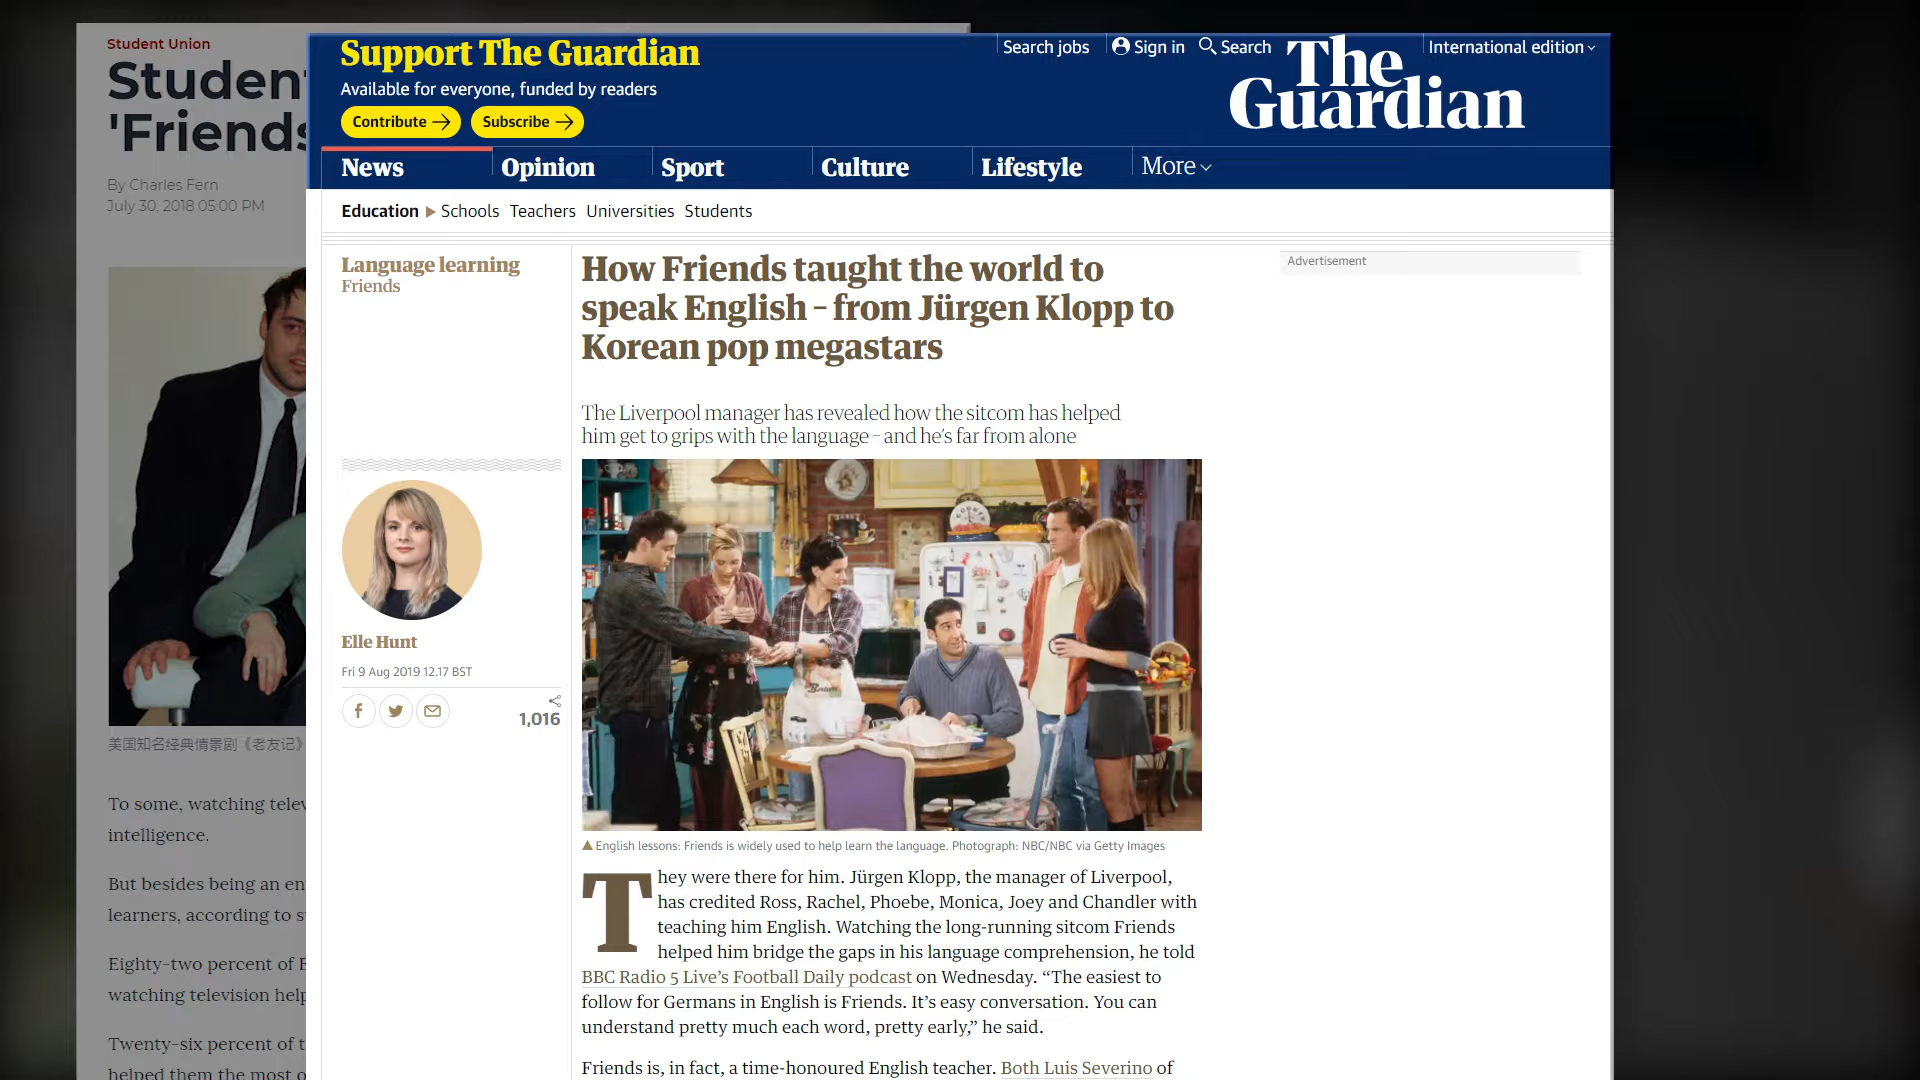 Student Union
Studen
'Friends
By Charles Fern
July 30, 2018 05:00 PM
美国知名经典情景剧《老友记》
To some, watching telev
intelligence.
But besides being an en
learners, according to s
Eighty-two percent of E
watching television help
Twenty-six percent of t
helped them the most o
Support The Guardian
Available for everyone, funded by readers
Contribute
Subscribe
Search jobs
Sign in
Search
International edition
The
Guardian
News
Opinion
Sport
Culture
Lifestyle
More
Education
Schools
Teachers
Universities
Students
Language learning
Friends
How Friends taught the world to
speak English – from Jürgen Klopp to
Korean pop megastars
The Liverpool manager has revealed how the sitcom has helped
him get to grips with the language – and he's far from alone
Elle Hunt
Fri 9 Aug 2019 12.17 BST
1,016
Advertisement
English lessons: Friends is widely used to help learn the language. Photograph: NBC/NBC via Getty Images
They were there for him. Jürgen Klopp, the manager of Liverpool,
has credited Ross, Rachel, Phoebe, Monica, Joey and Chandler with
teaching him English. Watching the long-running sitcom Friends
helped him bridge the gaps in his language comprehension, he told
BBC Radio 5 Live's Football Daily podcast on Wednesday. “The easiest to
follow for Germans in English is Friends. It's easy conversation. You can
understand pretty much each word, pretty early,” he said.
Friends is, in fact, a time-honoured English teacher. Both Luis Severino of